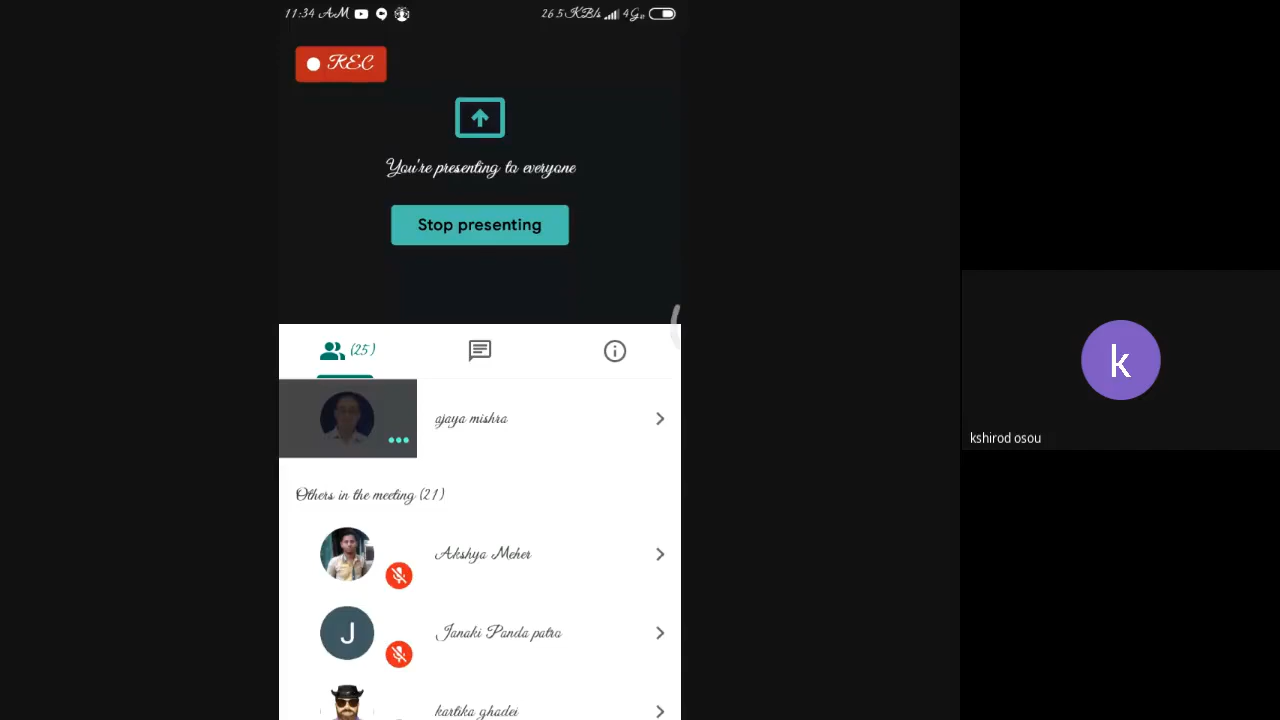 11:34 AM
26.5 KB/s 4G
REC
You're presenting to everyone
Stop presenting
(25)
ajaya mishra
Others in the meeting (21)
Akshya Meher
J
Janaki Panda patra
kartika ghadei
k
kshirod osou